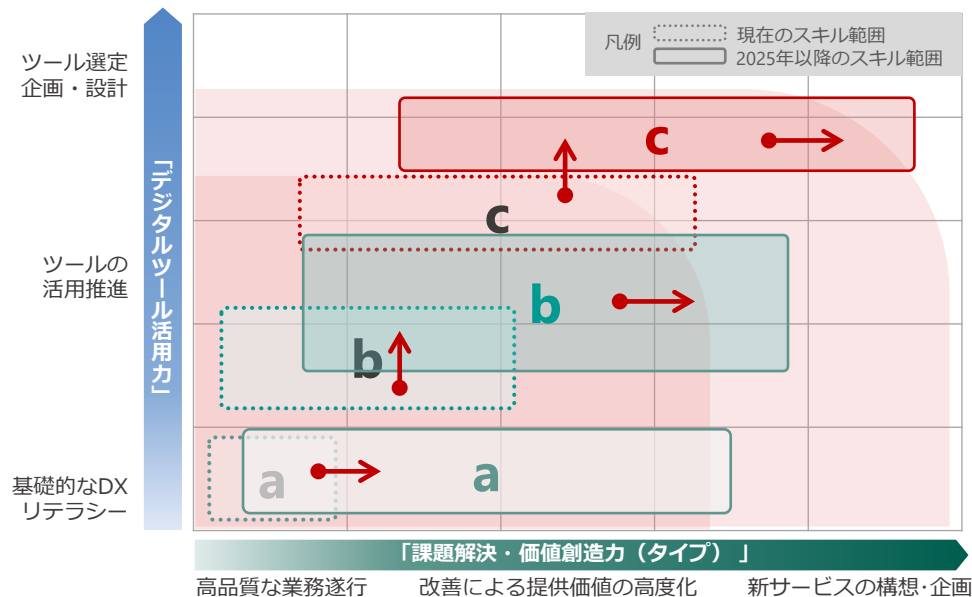 ツール選定
企画・設計
凡例
現在のスキル範囲
2025年以降のスキル範囲
c
c
「デジタルツール活用力」
ツールの
活用推進
b
b
基礎的なDX
リテラシー
a
a
「課題解決・価値創造力（タイプ）」
高品質な業務遂行
改善による提供価値の高度化
新サービスの構想・企画